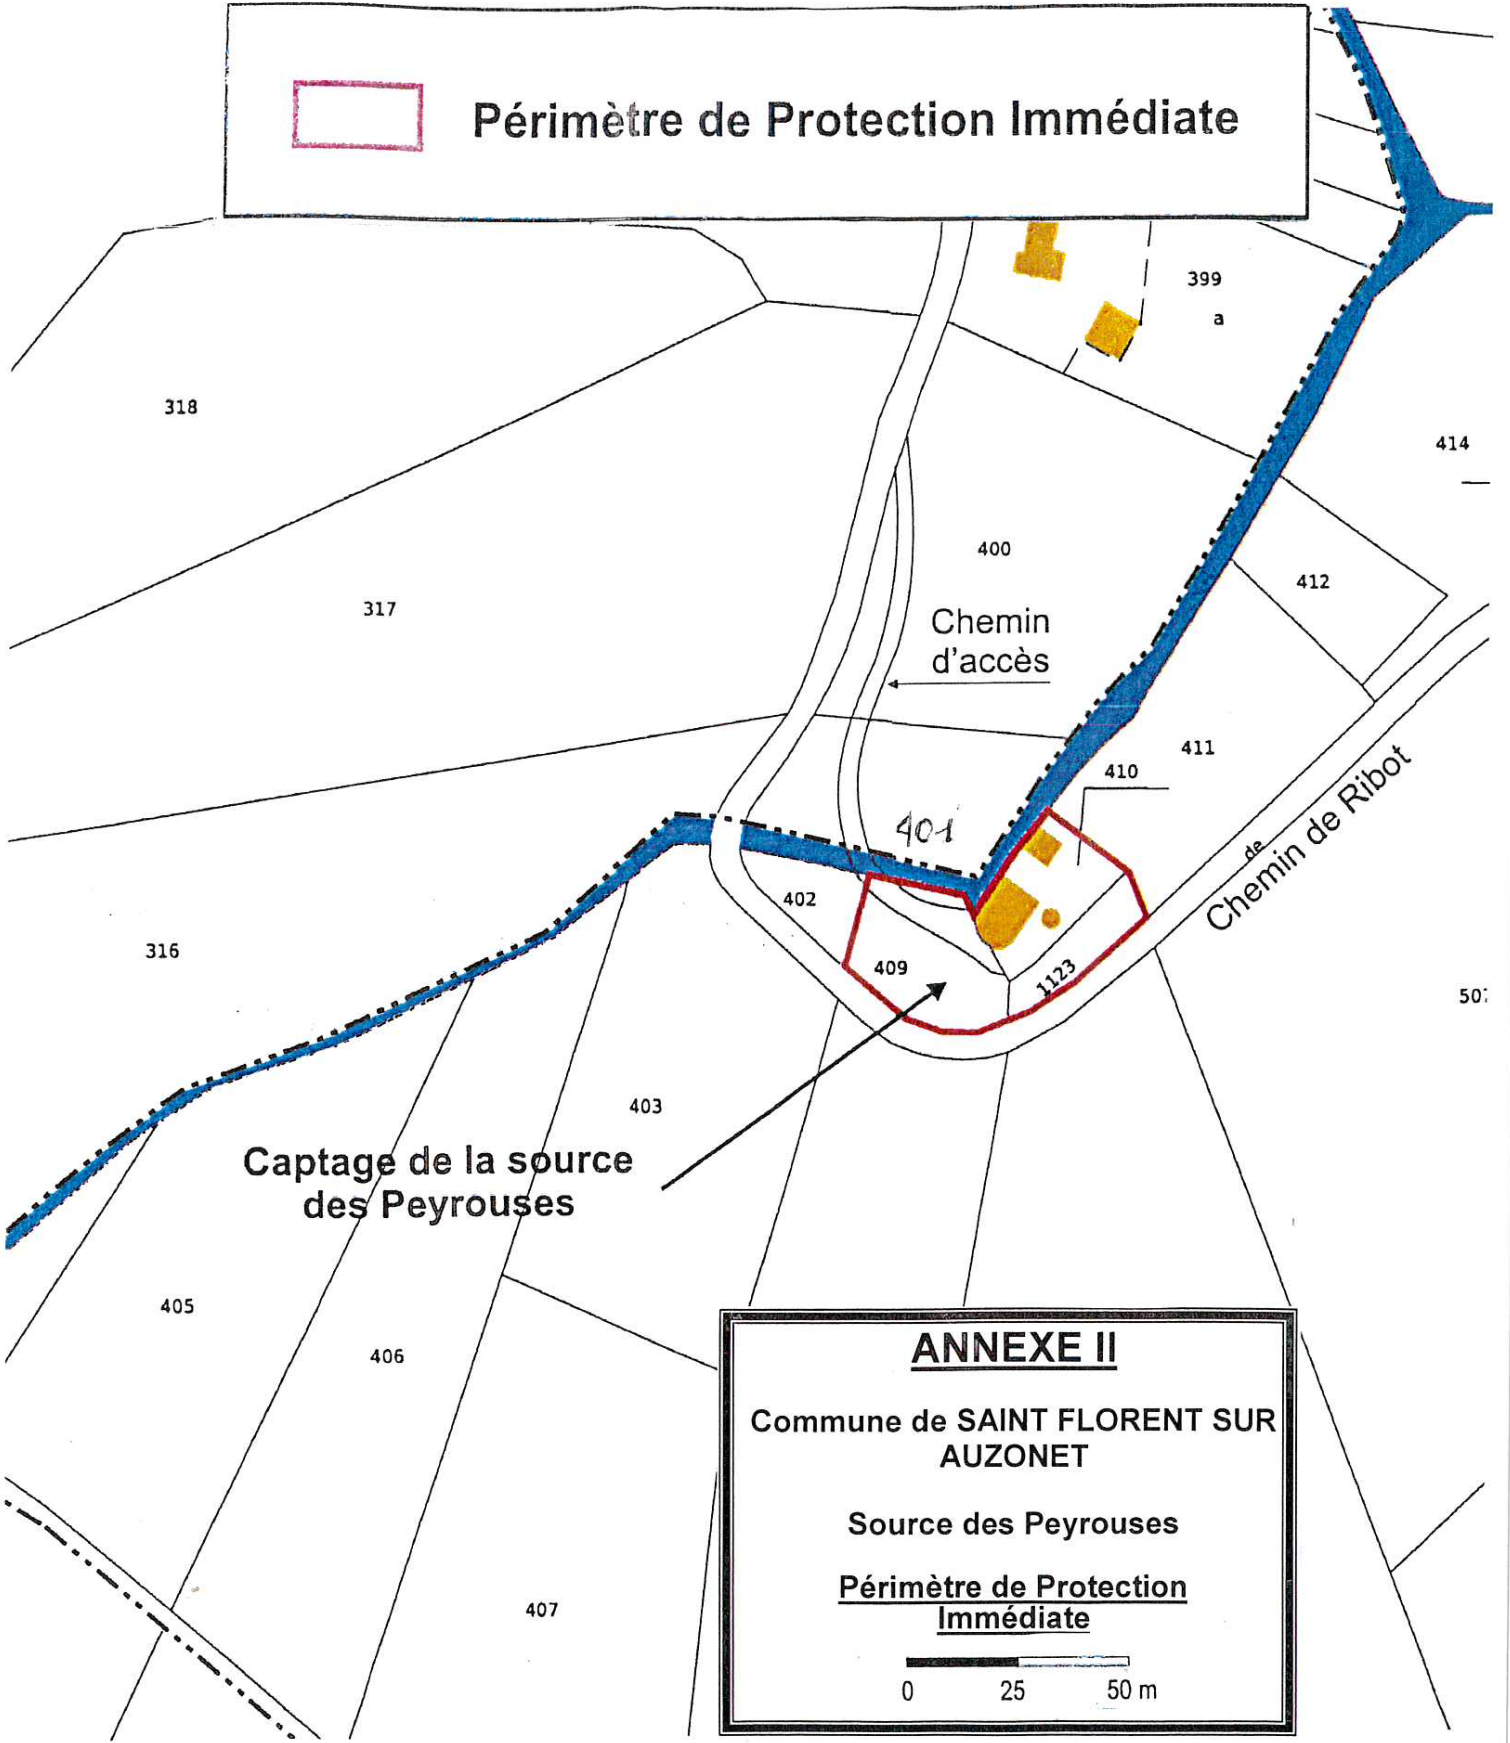 Périmètre de Protection Immédiate
399
a
318
414
400
412
317
Chemin
d'accès
411
410
401
de
Chemin de Ribot
402
316
409
1123
403
Captage de la source
des Peyrouses
405
406
407
ANNEXE II
Commune de SAINT FLORENT SUR
AUZONET
Source des Peyrouses
Périmètre de Protection
Immédiate
0 25 50 m